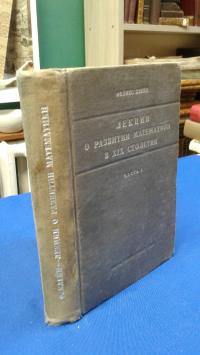 ФЕЛИКС КЛЕЙН
ЛЕКЦИИ
О РАЗВИТИИ МАТЕМАТИКИ
В XIX СТОЛЕТИИ
ЧАСТЬ I
Ф. КЛЕЙН — ЛЕКЦИИ О РАЗВИТИИ МАТЕМАТИКИ